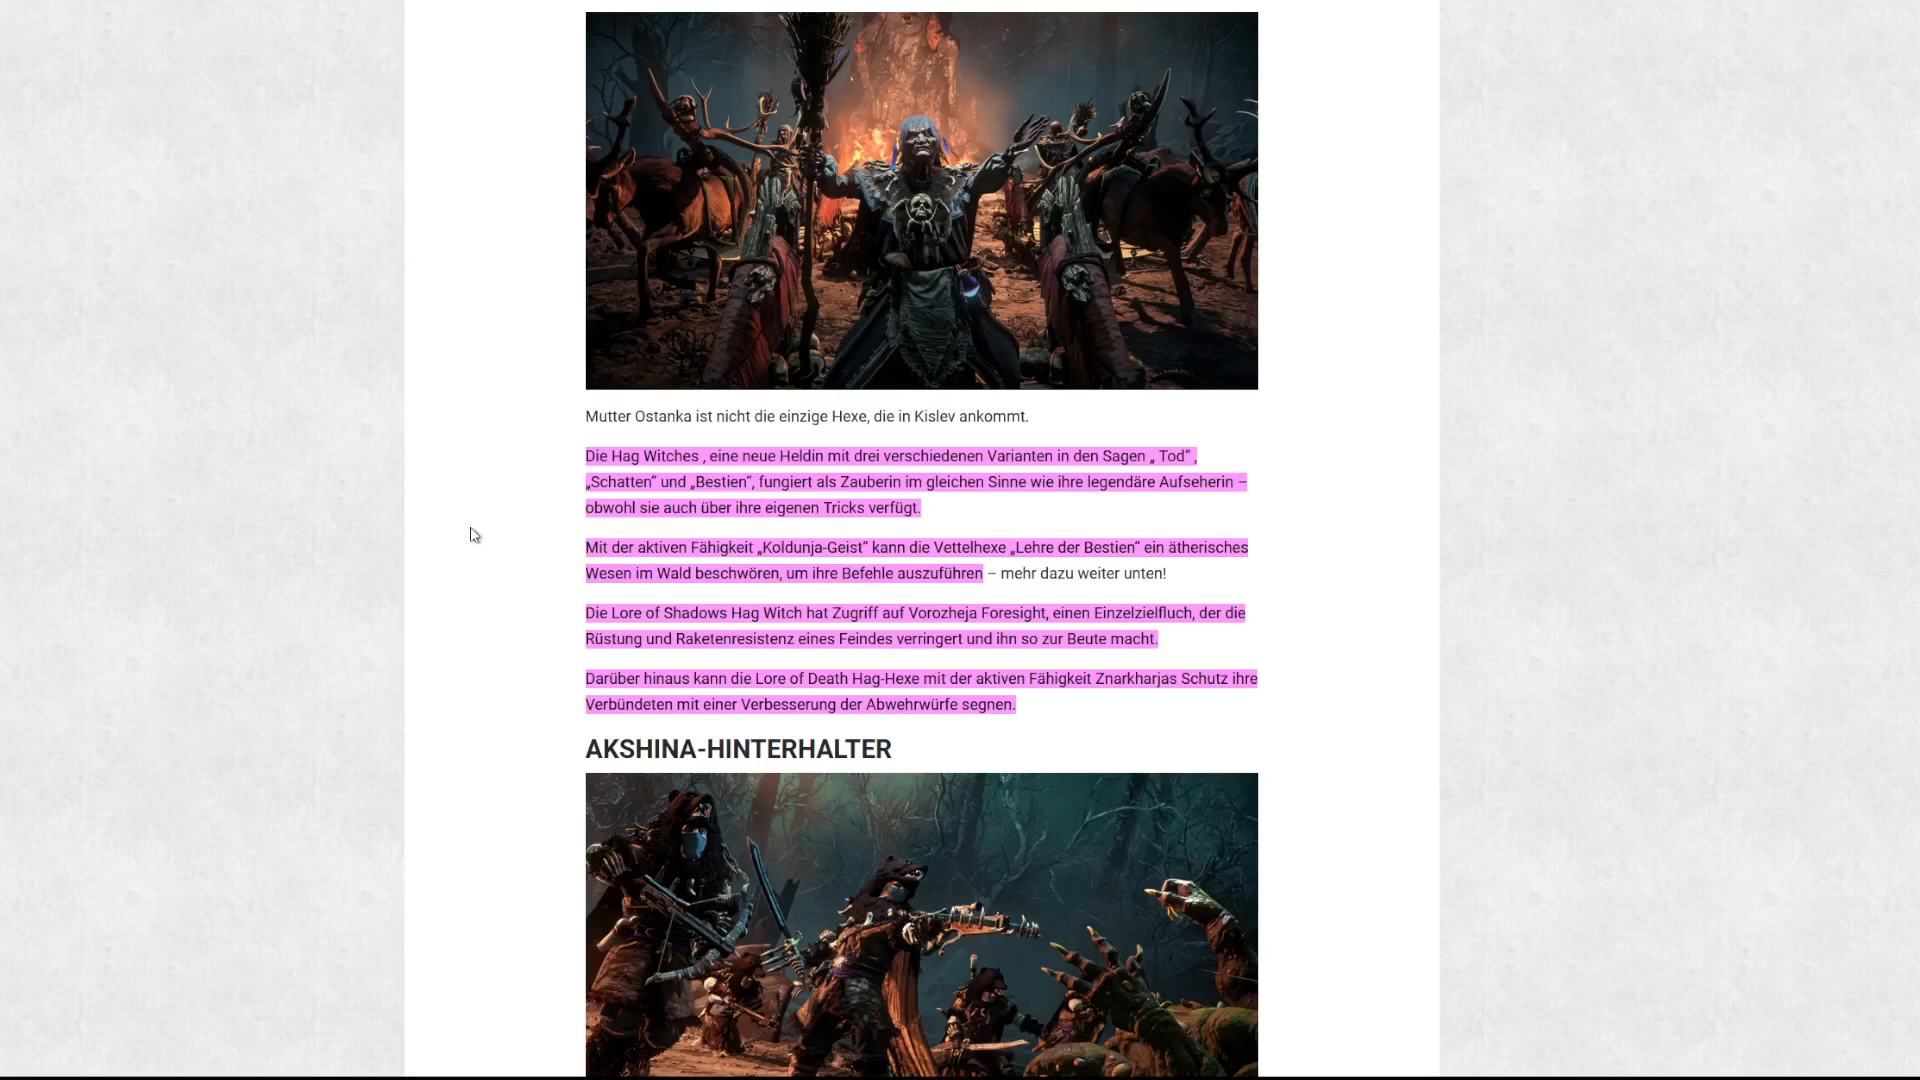 Mutter Ostanka ist nicht die einzige Hexe, die in Kislev ankommt.
Die Hag Witches , eine neue Heldin mit drei verschiedenen Varianten in den Sagen „ Tod“ ,
„Schatten“ und „Bestien“, fungiert als Zauberin im gleichen Sinne wie ihre legendäre Aufseherin –
obwohl sie auch über ihre eigenen Tricks verfügt.
Mit der aktiven Fähigkeit „Koldunja-Geist“ kann die Vettelhexe „Lehre der Bestien“ ein ätherisches
Wesen im Wald beschwören, um ihre Befehle auszuführen – mehr dazu weiter unten!
Die Lore of Shadows Hag Witch hat Zugriff auf Vorozheja Foresight, einen Einzelzielfluch, der die
Rüstung und Raketenresistenz eines Feindes verringert und ihn so zur Beute macht.
Darüber hinaus kann die Lore of Death Hag-Hexe mit der aktiven Fähigkeit Znarkharjas Schutz ihre
Verbündeten mit einer Verbesserung der Abwehrwürfe segnen.
AKSHINA-HINTERHALTER